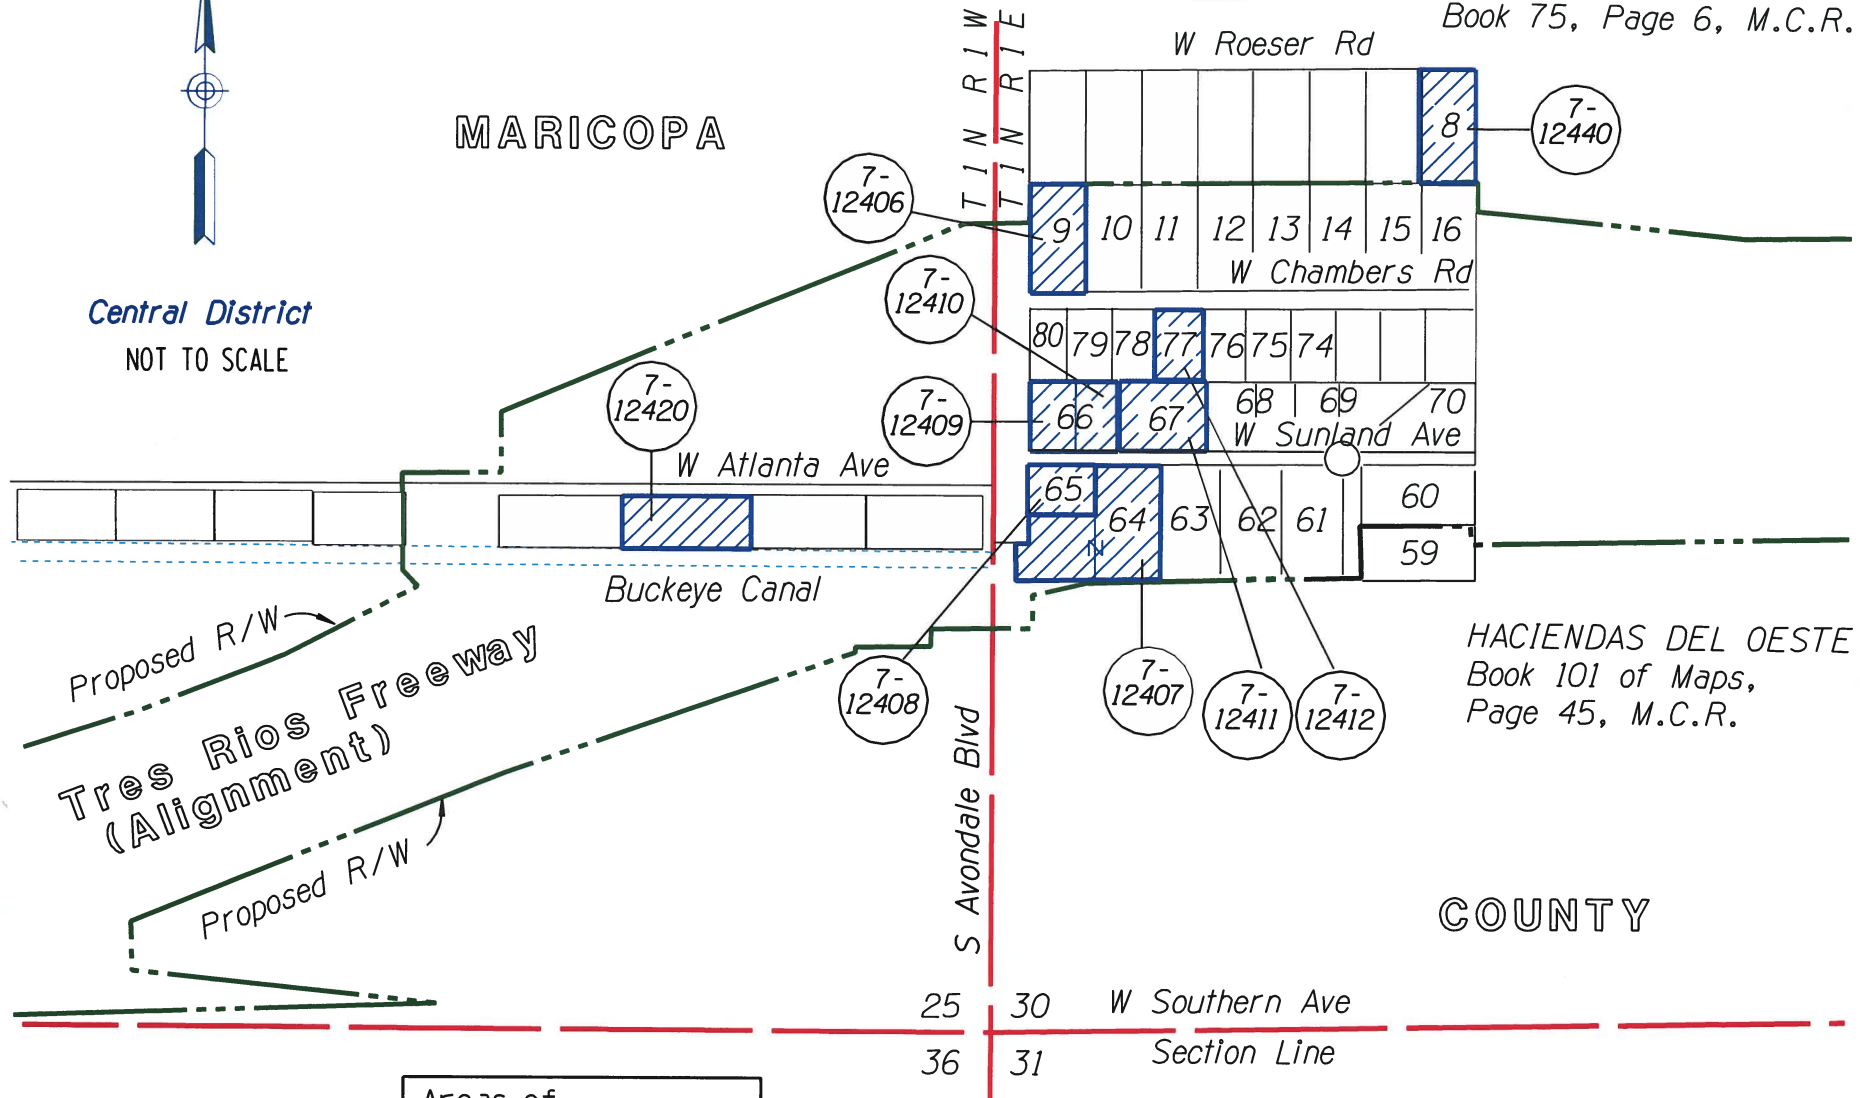 Book 75, Page 6, M.C.R.
T 1 N R 1 W
T 1 N R 1 E
W Roeser Rd
MARICOPA
8
7-
12440
7-
12406
9 10 11 12 13 14 15 16
W Chambers Rd
7-
12410
Central District
NOT TO SCALE
80 79 78 77 76 75 74
7-
12420
7-
12409
66 67 68 69 70
W Sunland Ave
W Atlanta Ave
65 64 63 62 61 60
59
Buckeye Canal
Proposed R/W
Tres Rios Freeway
(Alignment)
Proposed R/W
7-
12408
7-
12407
7-
12411
7-
12412
HACIENDAS DEL OESTE
Book 101 of Maps,
Page 45, M.C.R.
S Avondale Blvd
COUNTY
25 30 W Southern Ave
36 31 Section Line
Areas of